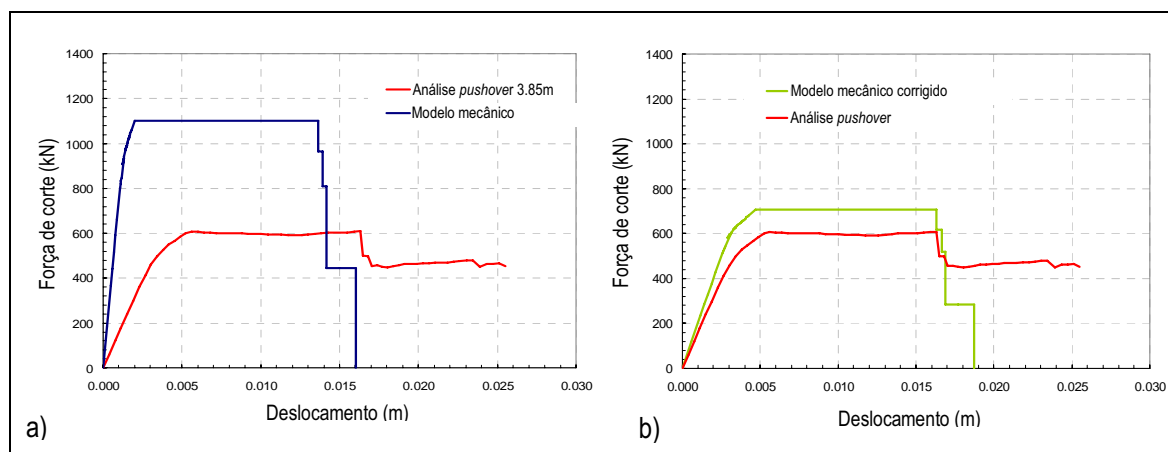 1400
1200
1000
800
600
400
200
0
Força de corte (kN)
Análise pushover 3.85m
Modelo mecânico
0.000 0.005 0.010 0.015 0.020 0.025 0.030
Deslocamento (m)
a)
1400
1200
1000
800
600
400
200
0
Força de corte (kN)
Modelo mecânico corrigido
Análise pushover
0.000 0.005 0.010 0.015 0.020 0.025 0.030
Deslocamento (m)
b)